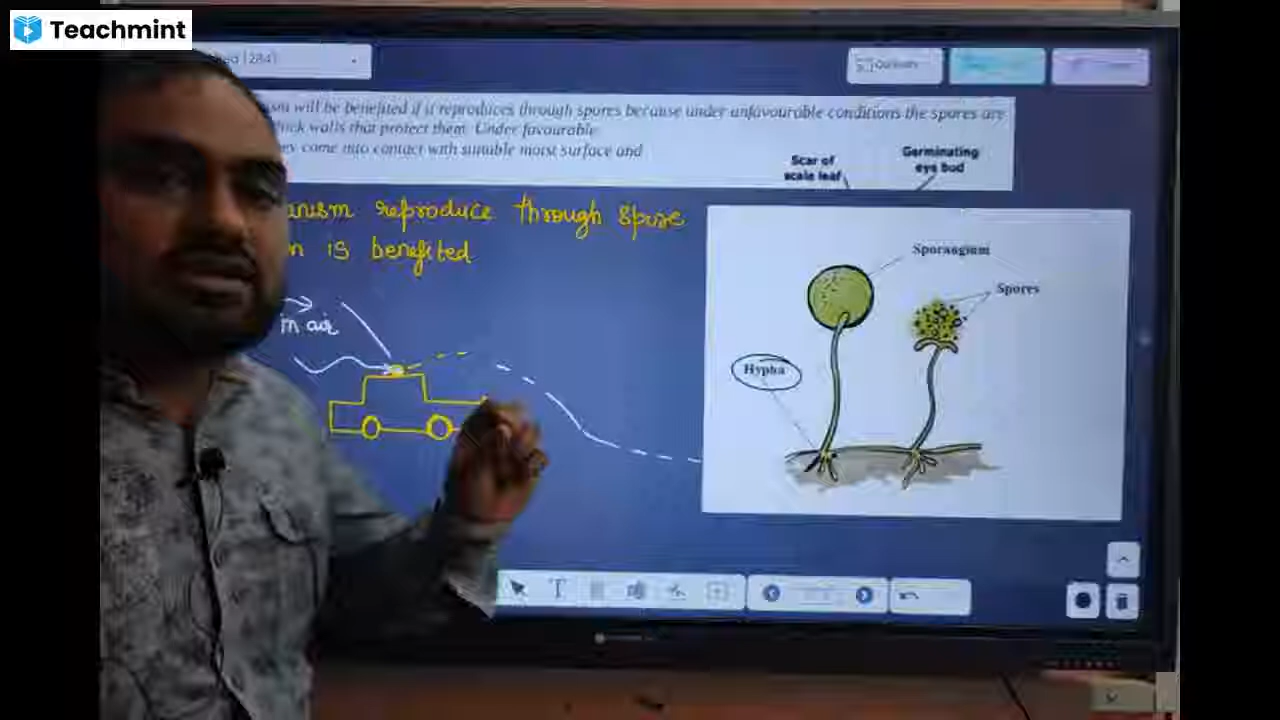 Teachmint
will be benefited if it reproduces through spores because under unfavourable conditions the spores are
thick walls that protect them. Under favourable
they come into contact with suitable moist surface and
Scar of
scale leaf
Germinating
eye bud
reproduce through spore
is benefited
in air
Sporangium
Spores
Hypha
T